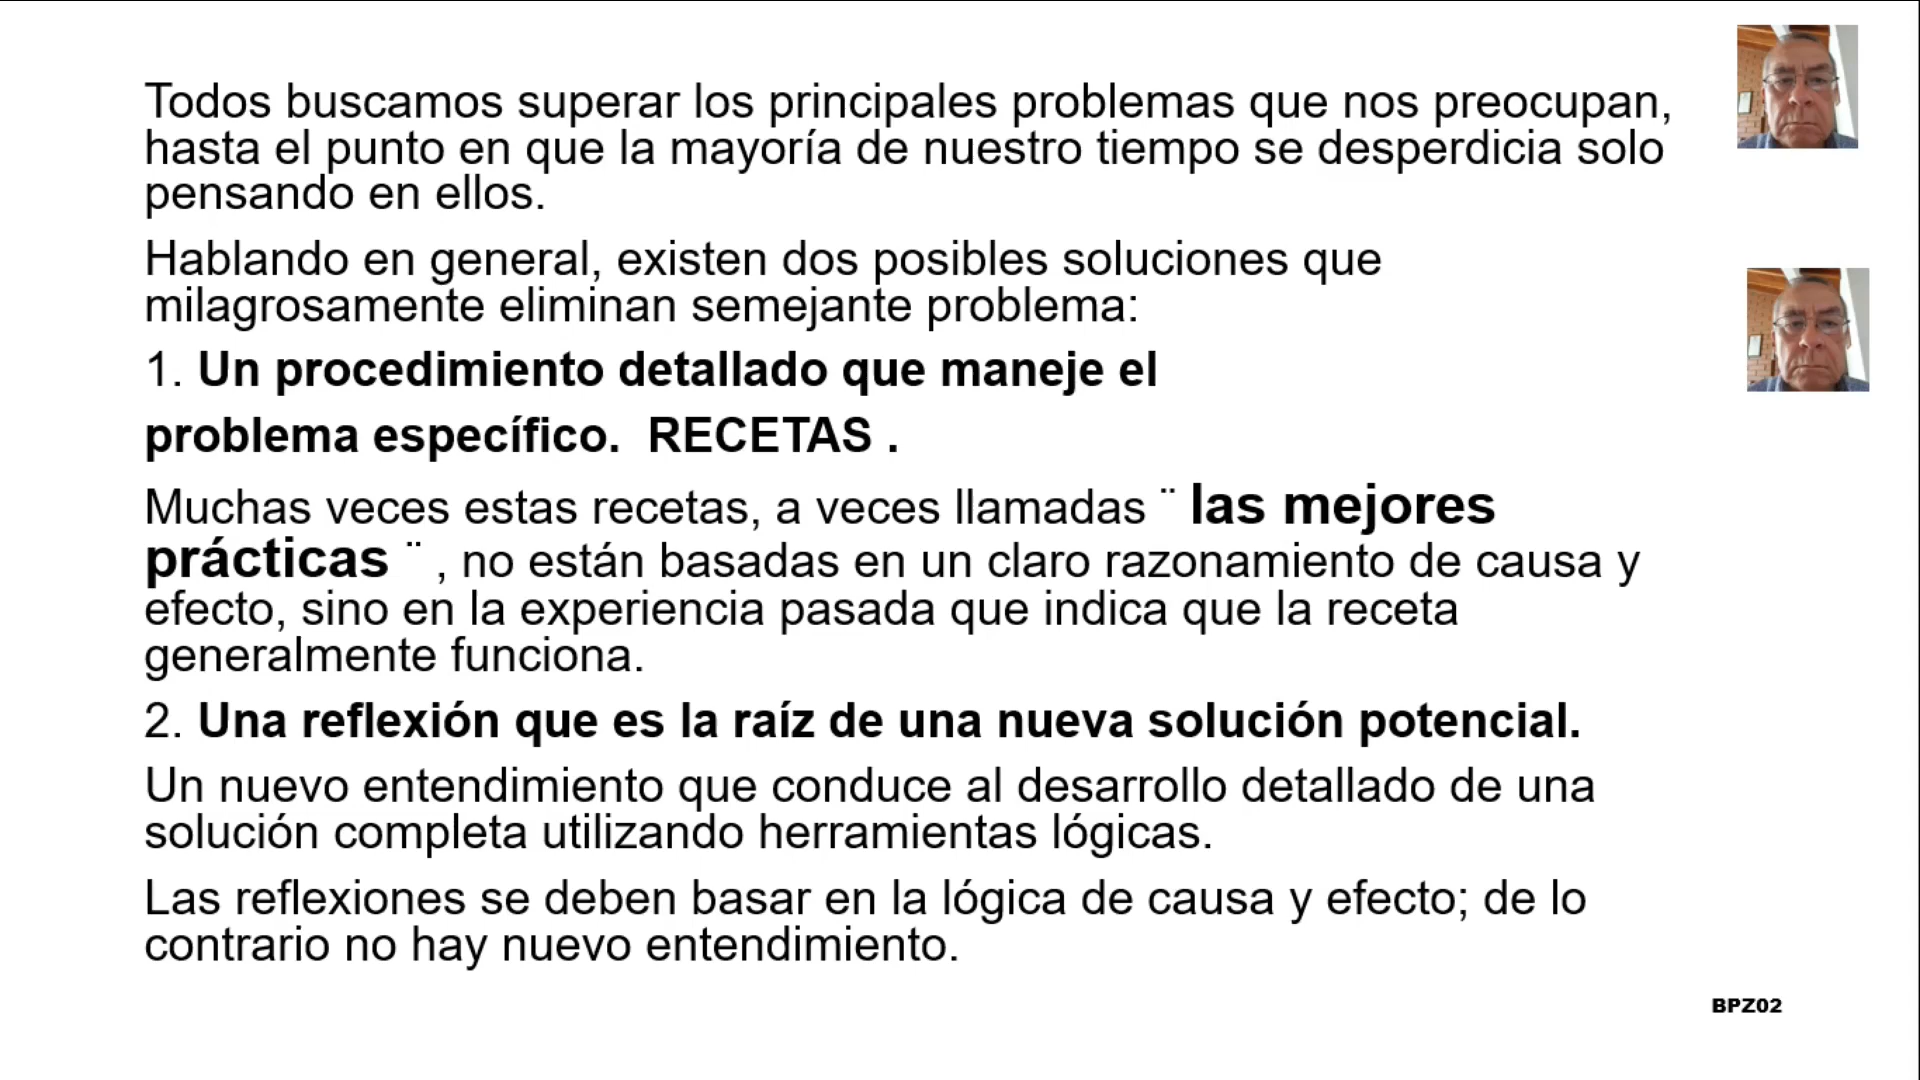 Todos buscamos superar los principales problemas que nos preocupan,
hasta el punto en que la mayoría de nuestro tiempo se desperdicia solo
pensando en ellos.
Hablando en general, existen dos posibles soluciones que
milagrosamente eliminan semejante problema:
1. Un procedimiento detallado que maneje el
problema específico.  RECETAS .
Muchas veces estas recetas, a veces llamadas ¨ las mejores
prácticas ¨ , no están basadas en un claro razonamiento de causa y
efecto, sino en la experiencia pasada que indica que la receta
generalmente funciona.
2. Una reflexión que es la raíz de una nueva solución potencial.
Un nuevo entendimiento que conduce al desarrollo detallado de una
solución completa utilizando herramientas lógicas.
Las reflexiones se deben basar en la lógica de causa y efecto; de lo
contrario no hay nuevo entendimiento.
BPZ02